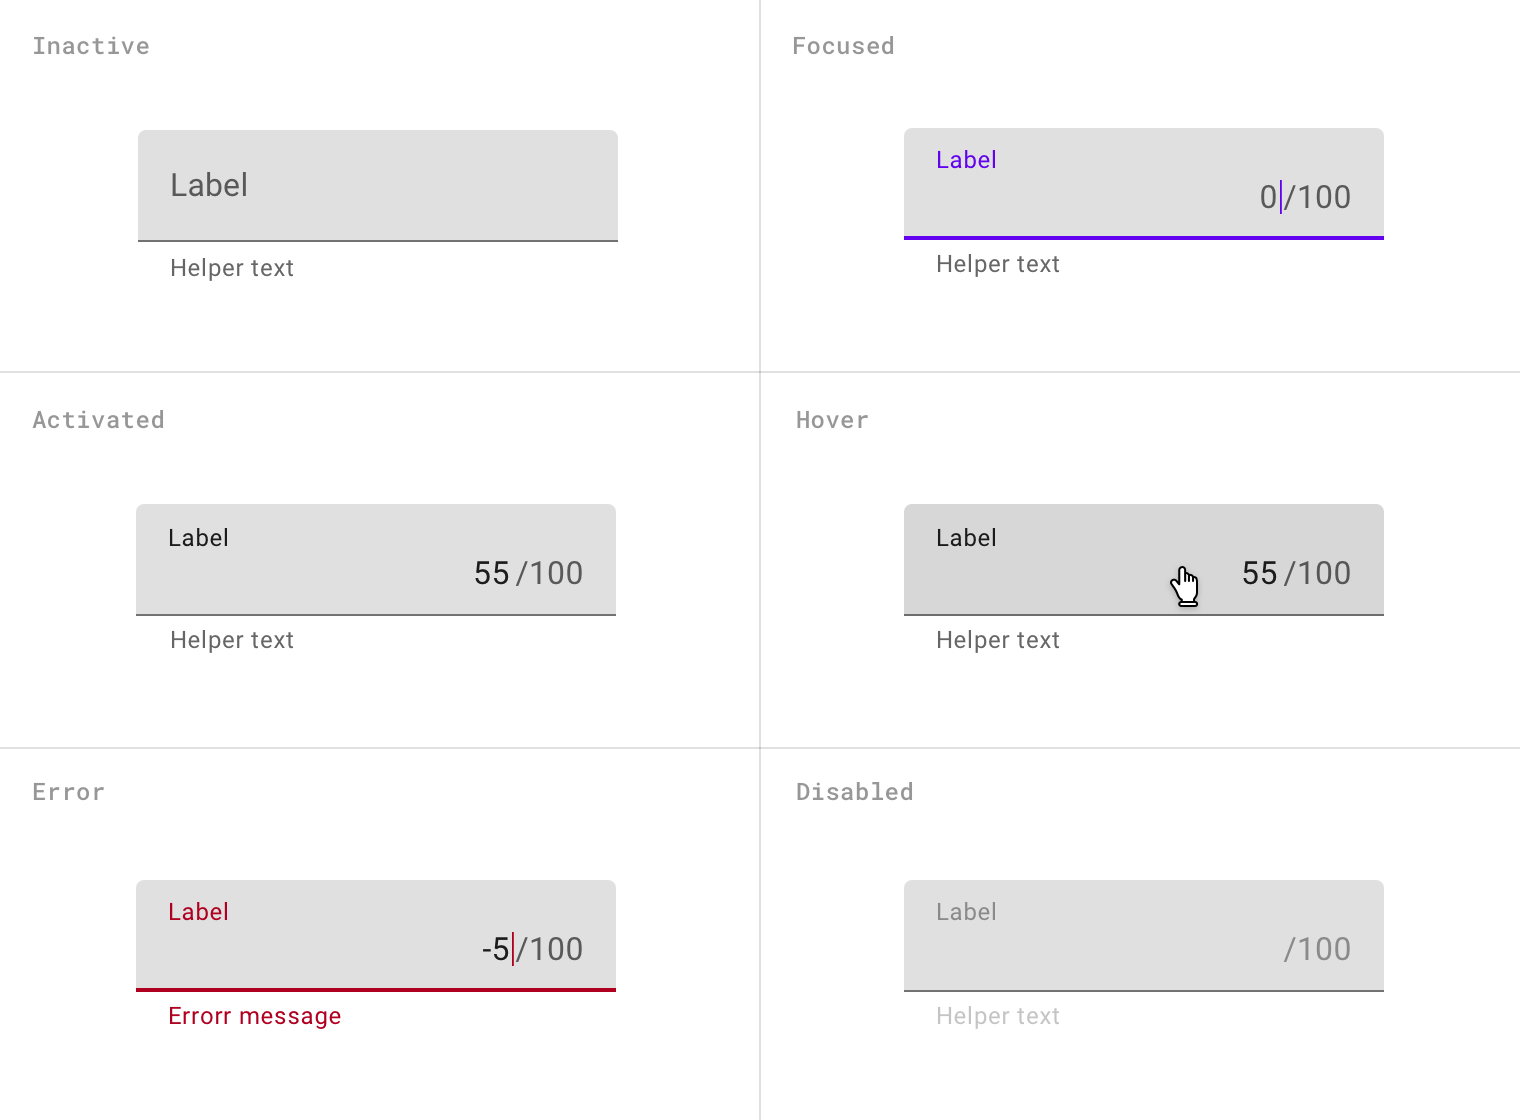 Inactive
Label
Helper text
Focused
Label
0/100
Helper text
Activated
Label
55 /100
Helper text
Hover
Label
55 /100
Helper text
Error
Label
-5/100
Errorr message
Disabled
Label
/100
Helper text